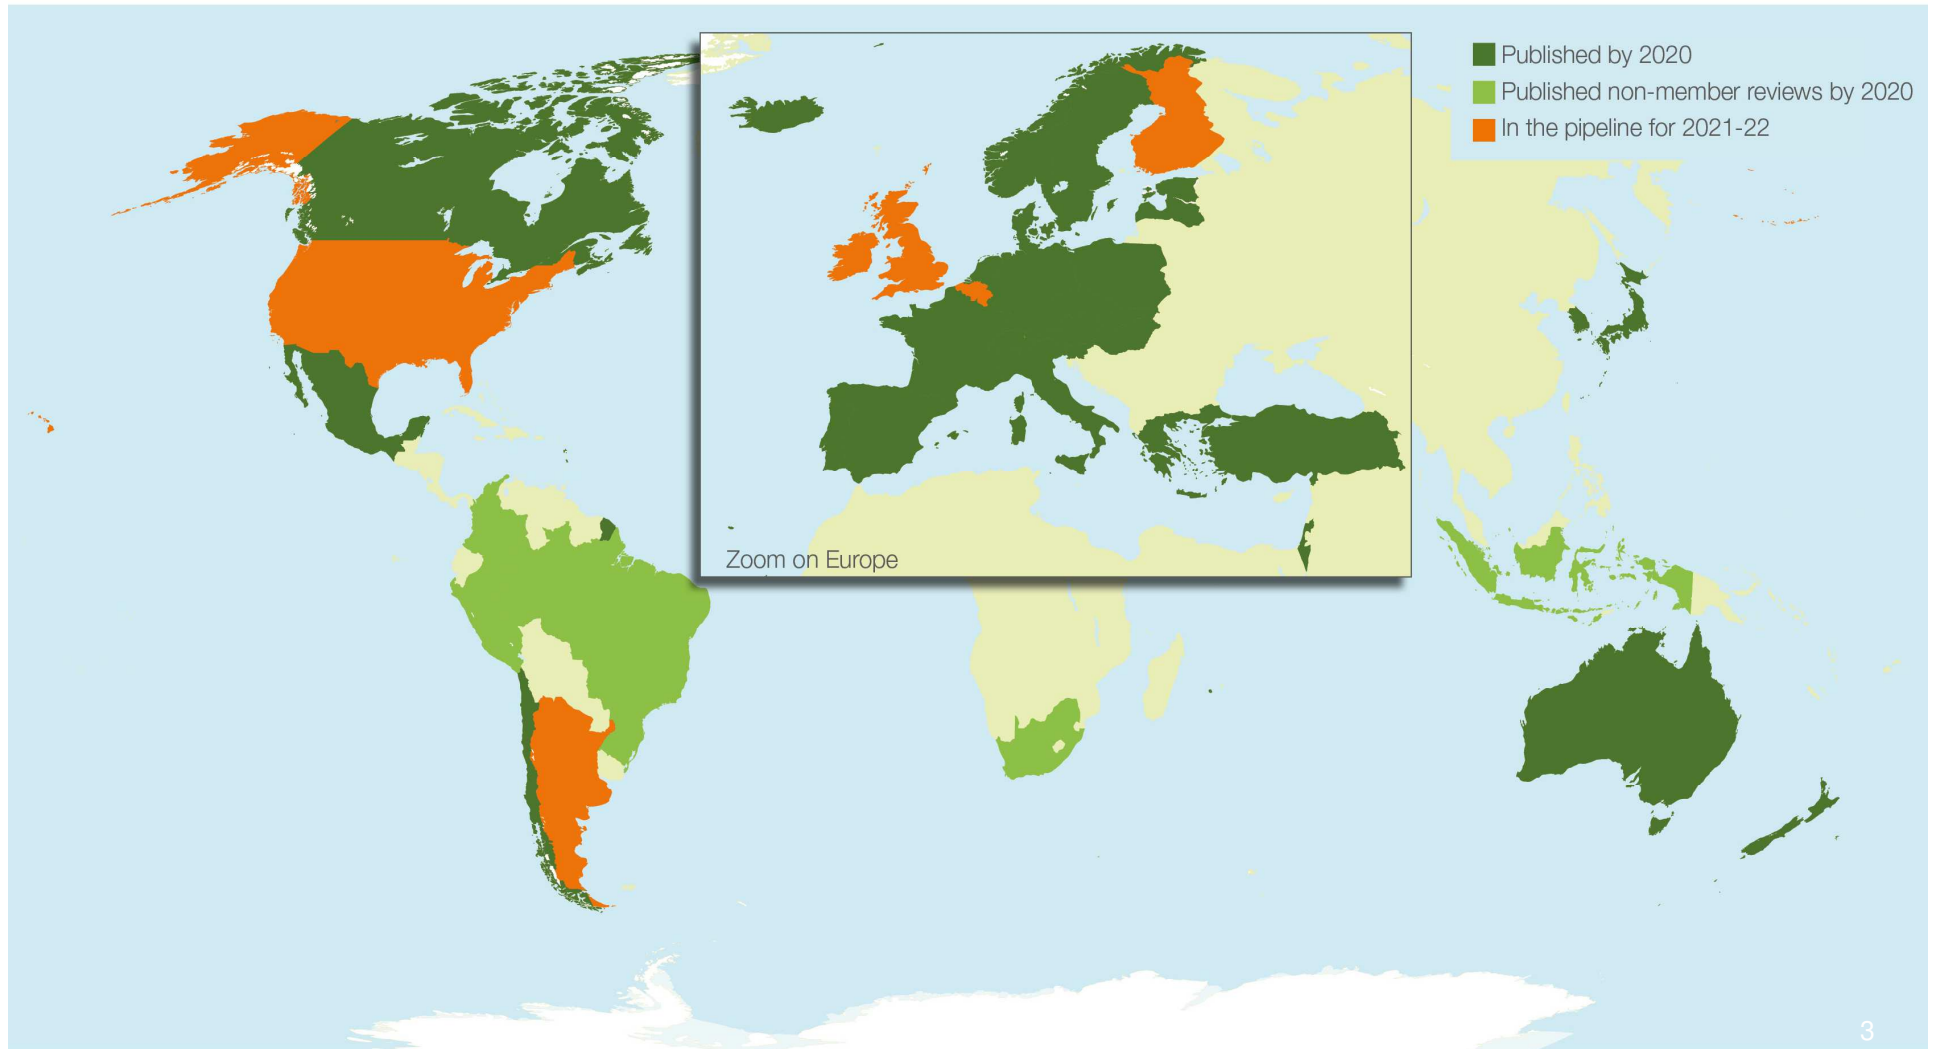 Published by 2020
Published non-member reviews by 2020
In the pipeline for 2021-22
Zoom on Europe
3